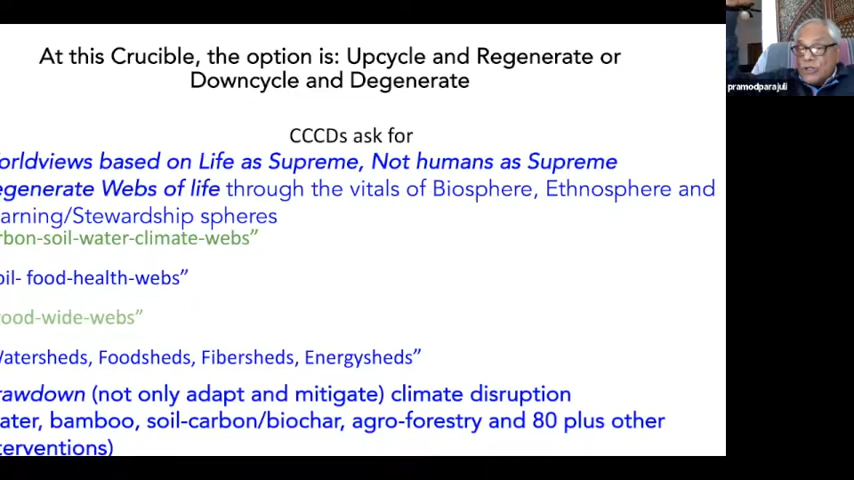 At this Crucible, the option is: Upcycle and Regenerate or
Downcycle and Degenerate
CCCDs ask for
orldviews based on Life as Supreme, Not humans as Supreme
egenerate Webs of life through the vitals of Biosphere, Ethnosphere and
arning/Stewardship spheres
rbon-soil-water-climate-webs”
oil- food-health-webs”
ood-wide-webs”
Watersheds, Foodsheds, Fibersheds, Energysheds”
rawdown (not only adapt and mitigate) climate disruption
ater, bamboo, soil-carbon/biochar, agro-forestry and 80 plus other
terventions)
pramodparajuli